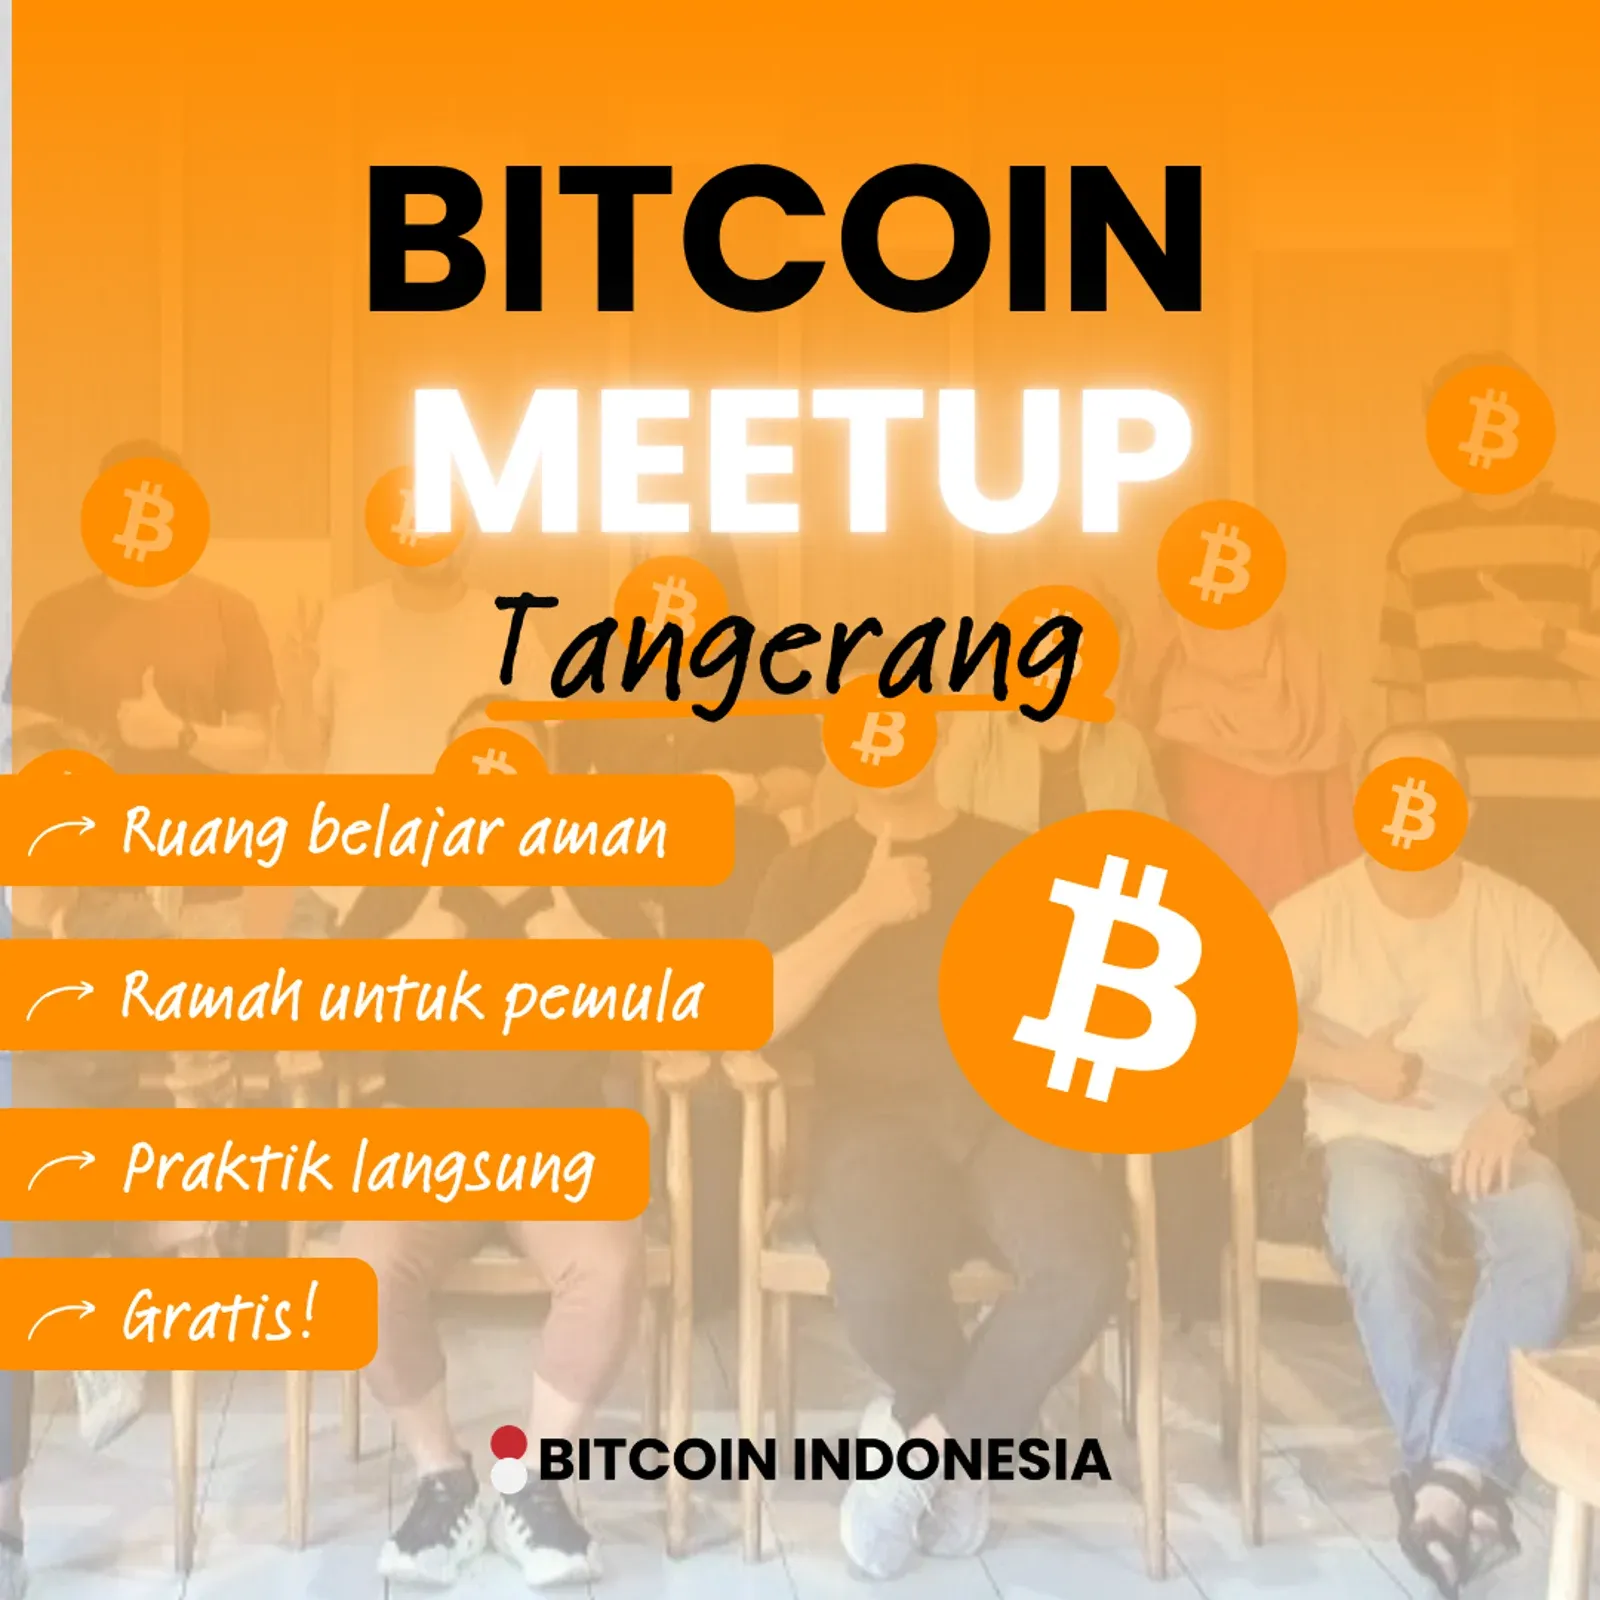 BITCOIN
MEETUP
Tangerang
Ruang belajar aman
Ramah untuk pemula
Praktik langsung
Gratis!
BITCOIN INDONESIA